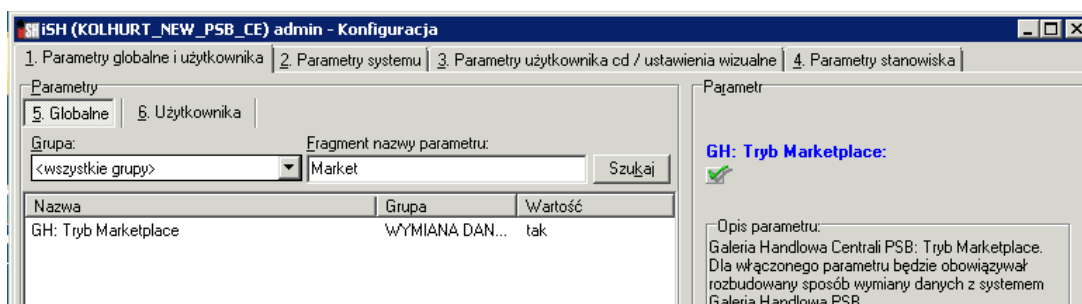 iSH (KOLHURT_NEW_PSB_CE) admin - Konfiguracja
1. Parametry globalne i użytkownika 2. Parametry systemu 3. Parametry użytkownika cd / ustawienia wizualne 4. Parametry stanowiska
Parametry
5. Globalne 6. Użytkownika
Grupa: Fragment nazwy parametru:
<wszystkie grupy> Market Szukaj
Nazwa Grupa Wartość
GH: Tryb Marketplace WYMIANA DAN... tak
Parametr
GH: Tryb Marketplace:
Opis parametru:
Galeria Handlowa Centrali PSB: Tryb Marketplace.
Dla włączonego parametru będzie obowiązywał
rozbudowany sposób wymiany danych z systemem
Galeria Handlowa PSB